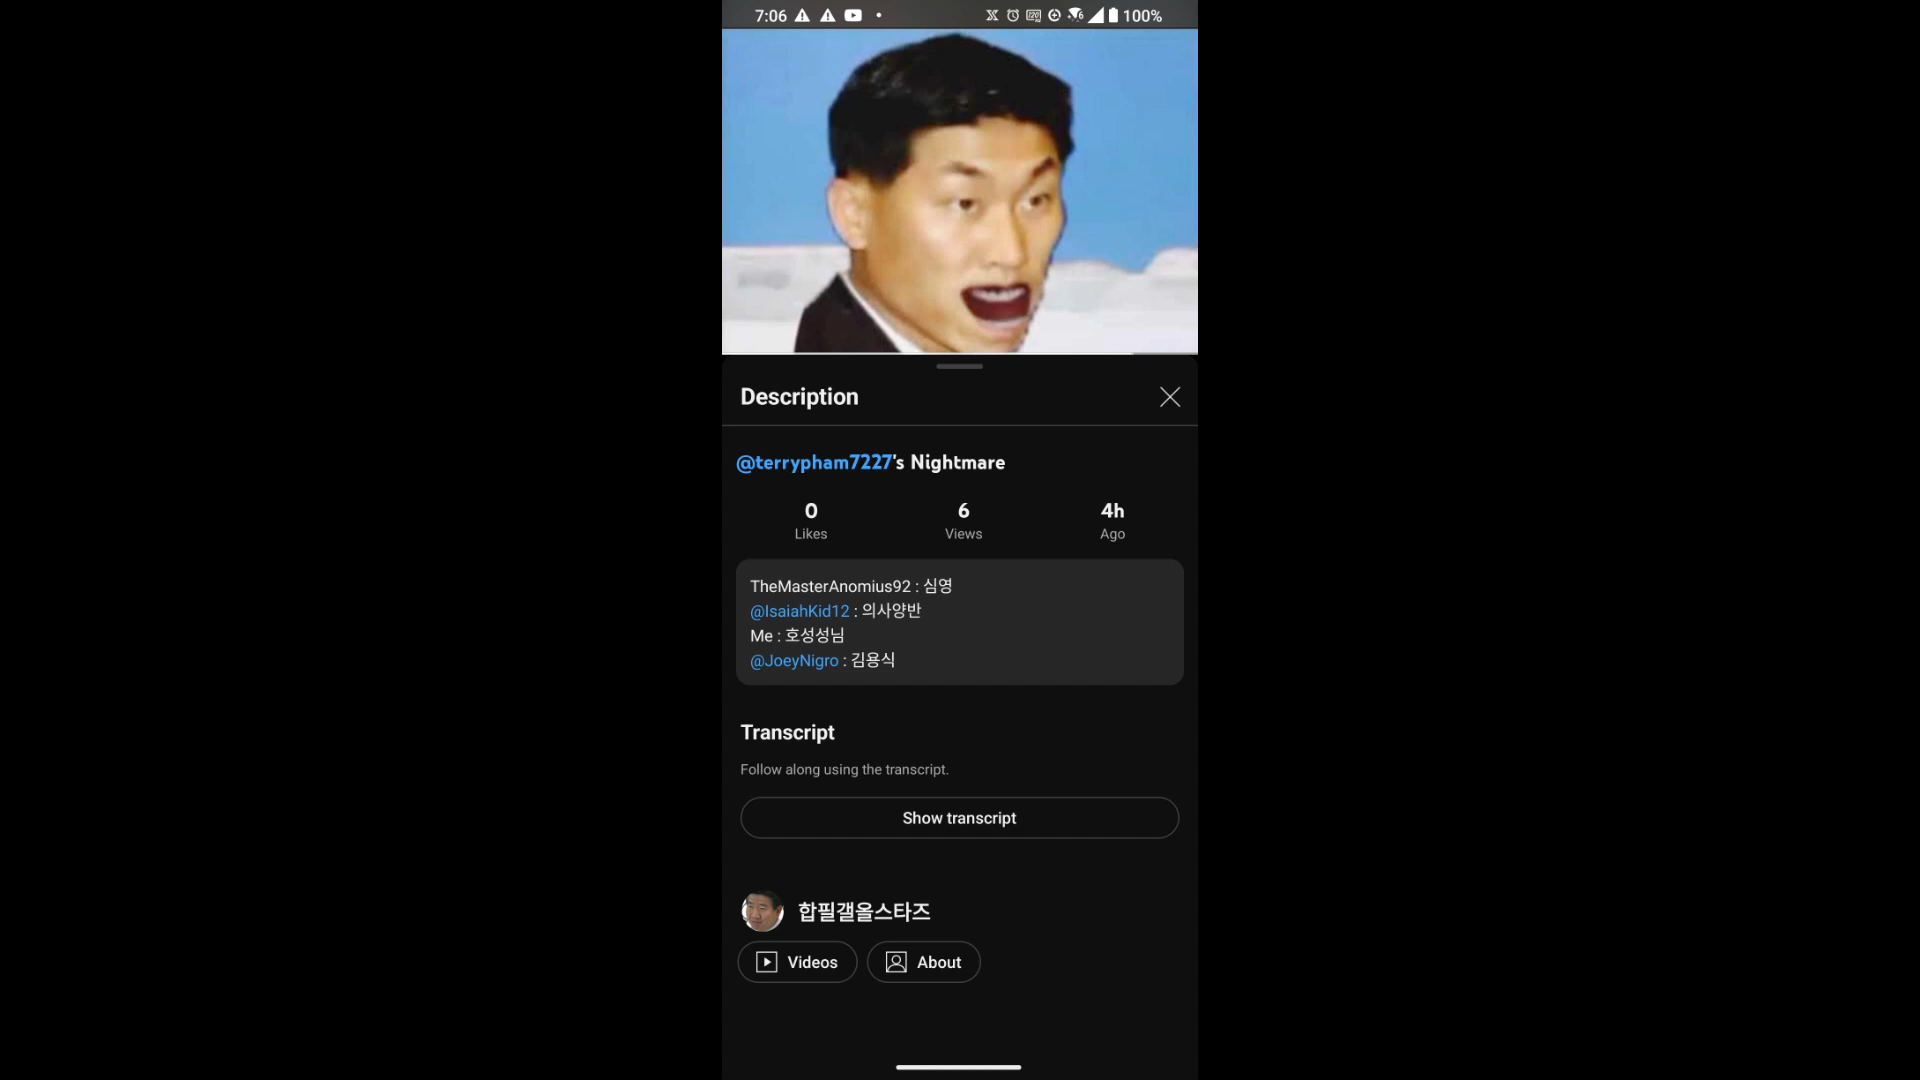 7:06
100%
Description
@terrypham7227's Nightmare
0 6 4h
Likes Views Ago
TheMasterAnomius92 : 심영
@IsaiahKid12 : 의사양반
Me : 호성성님
@JoeyNigro : 김용식
Transcript
Follow along using the transcript.
Show transcript
합필갤올스타즈
Videos About